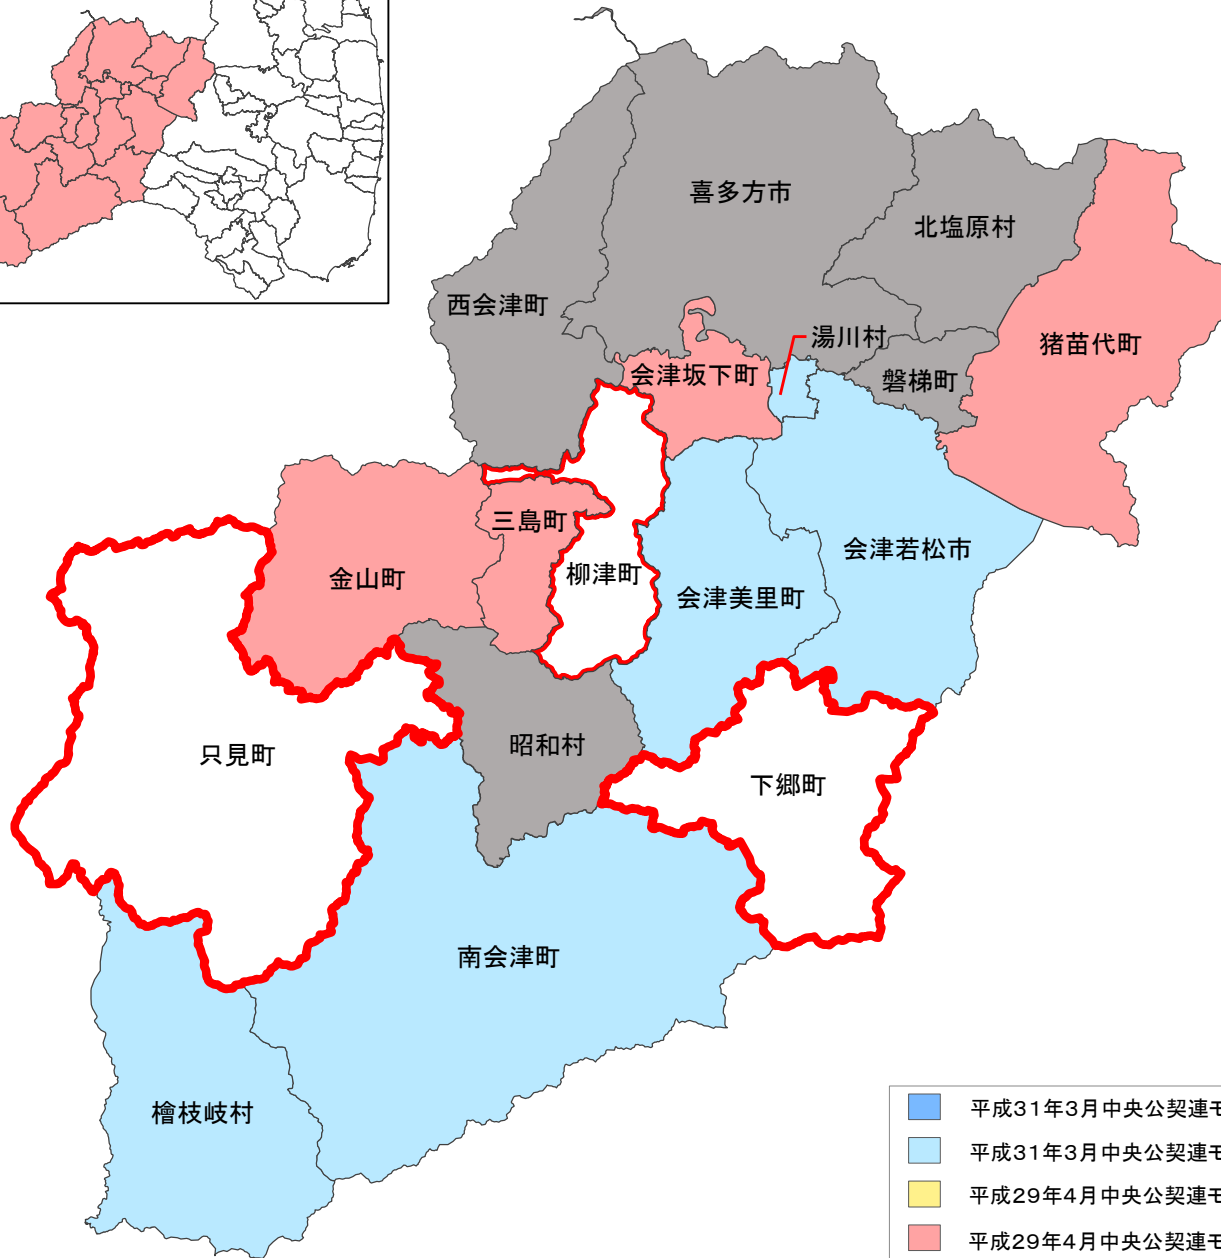 喜多方市
北塩原村
西会津町
湯川村
猪苗代町
会津坂下町
磐梯町
三島町
会津若松市
柳津町
金山町
会津美里町
昭和村
只見町
下郷町
南会津町
檜枝岐村
平成31年3月中央公契連モ
平成31年3月中央公契連モ
平成29年4月中央公契連モ
平成29年4月中央公契連モ